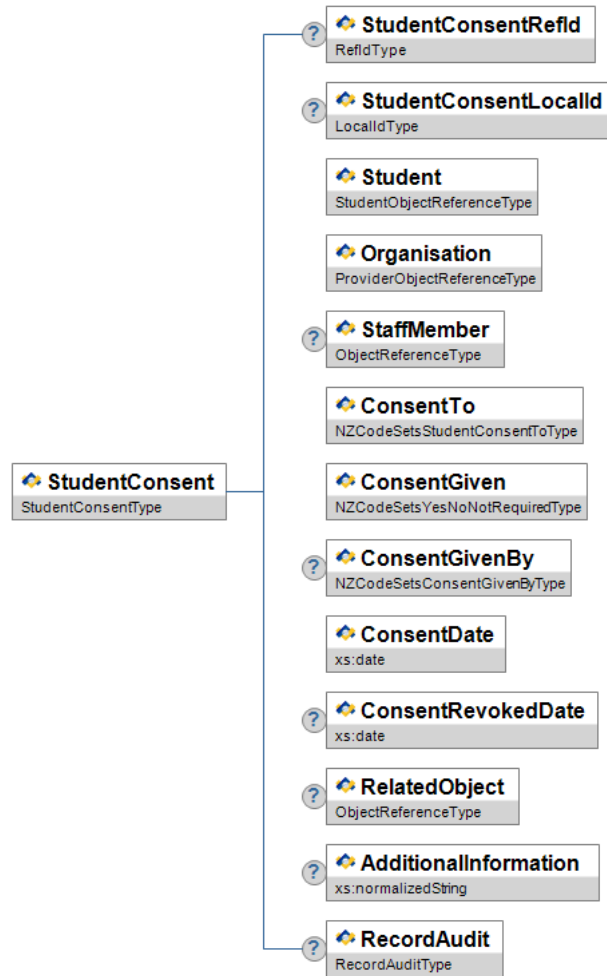 ?
StudentConsentRefId
RefIdType
?
StudentConsentLocalId
LocalIdType
Student
StudentObjectReferenceType
Organisation
ProviderObjectReferenceType
?
StaffMember
ObjectReferenceType
ConsentTo
NZCodeSetsStudentConsentToType
StudentConsent
StudentConsentType
ConsentGiven
NZCodeSetsYesNoNotRequiredType
?
ConsentGivenBy
NZCodeSetsConsentGivenByType
ConsentDate
xs:date
?
ConsentRevokedDate
xs:date
?
RelatedObject
ObjectReferenceType
?
AdditionalInformation
xs:normalizedString
?
RecordAudit
RecordAuditType